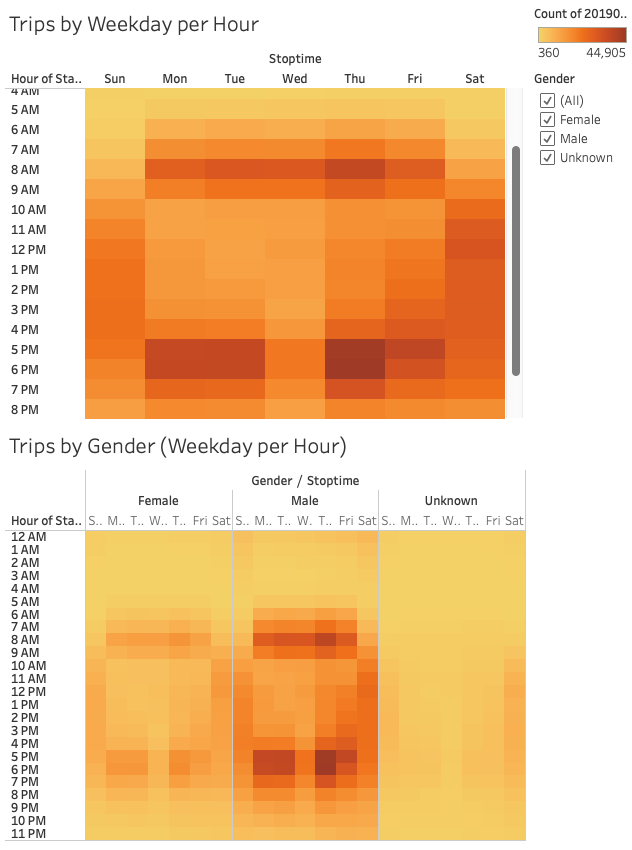 Trips by Weekday per Hour
Stoptime
Hour of Sta.. Sun Mon Tue Wed Thu Fri Sat
4 AM
5 AM
6 AM
7 AM
8 AM
9 AM
10 AM
11 AM
12 PM
1 PM
2 PM
3 PM
4 PM
5 PM
6 PM
7 PM
8 PM
Count of 20190..
360 44,905
Gender
(All)
Female
Male
Unknown
Trips by Gender (Weekday per Hour)
Gender / Stoptime
Female Male Unknown
Hour of Sta.. S.. M.. T.. W.. T.. Fri Sat S.. M.. T.. W.. T.. Fri Sat S.. M.. T.. W.. T.. Fri Sat
12 AM
1 AM
2 AM
3 AM
4 AM
5 AM
6 AM
7 AM
8 AM
9 AM
10 AM
11 AM
12 PM
1 PM
2 PM
3 PM
4 PM
5 PM
6 PM
7 PM
8 PM
9 PM
10 PM
11 PM